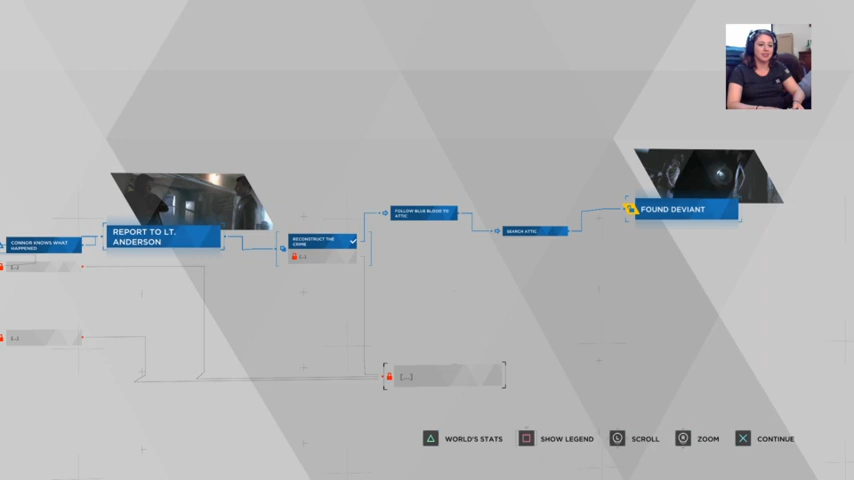 FOLLOW BLUE BLOOD TO
ATTIC
FOUND DEVIANT
REPORT TO LT.
ANDERSON
SEARCH ATTIC
CONNOR KNOWS WHAT
HAPPENED
RECONSTRUCT THE
CRIME
[...]
[...]
[...]
[...]
WORLD'S STATS
SHOW LEGEND
L
SCROLL
R
ZOOM
CONTINUE